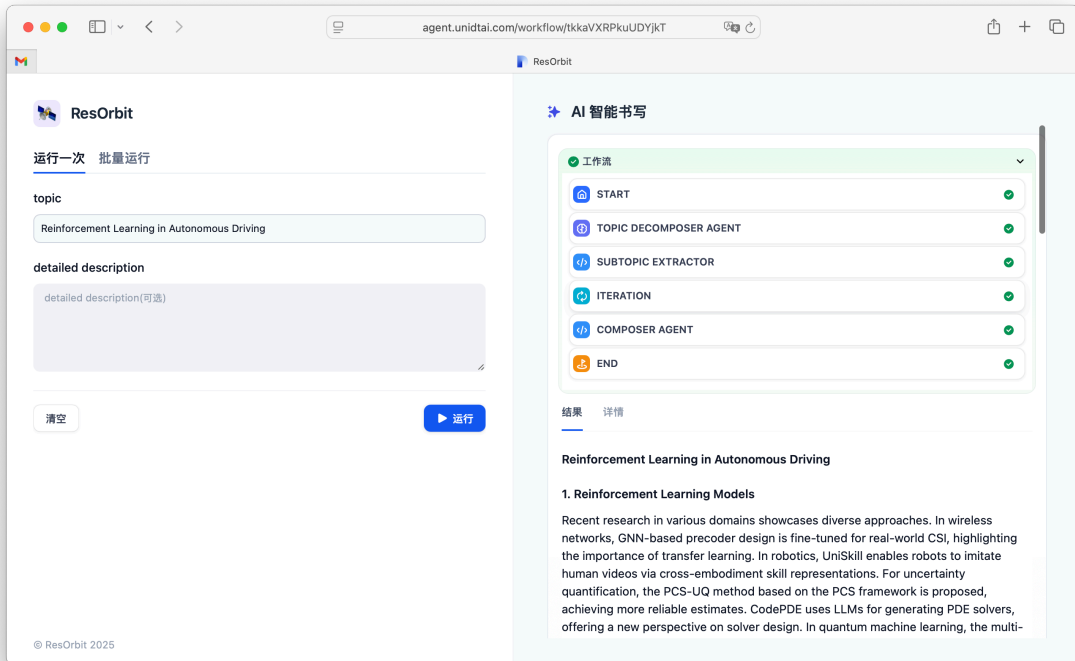 agent.unidtai.com/workflow/tkkaVXRPkuUDYjkT
ResOrbit
ResOrbit
运行一次 批量运行
topic
Reinforcement Learning in Autonomous Driving
detailed description
detailed description(可选)
清空
运行
© ResOrbit 2025
AI 智能书写
工作流
START
TOPIC DECOMPOSER AGENT
SUBTOPIC EXTRACTOR
ITERATION
COMPOSER AGENT
END
结果 详情
Reinforcement Learning in Autonomous Driving
1. Reinforcement Learning Models
Recent research in various domains showcases diverse approaches. In wireless
networks, GNN-based precoder design is fine-tuned for real-world CSI, highlighting
the importance of transfer learning. In robotics, UniSkill enables robots to imitate
human videos via cross-embodiment skill representations. For uncertainty
quantification, the PCS-UQ method based on the PCS framework is proposed,
achieving more reliable estimates. CodePDE uses LLMs for generating PDE solvers,
offering a new perspective on solver design. In quantum machine learning, the multi-